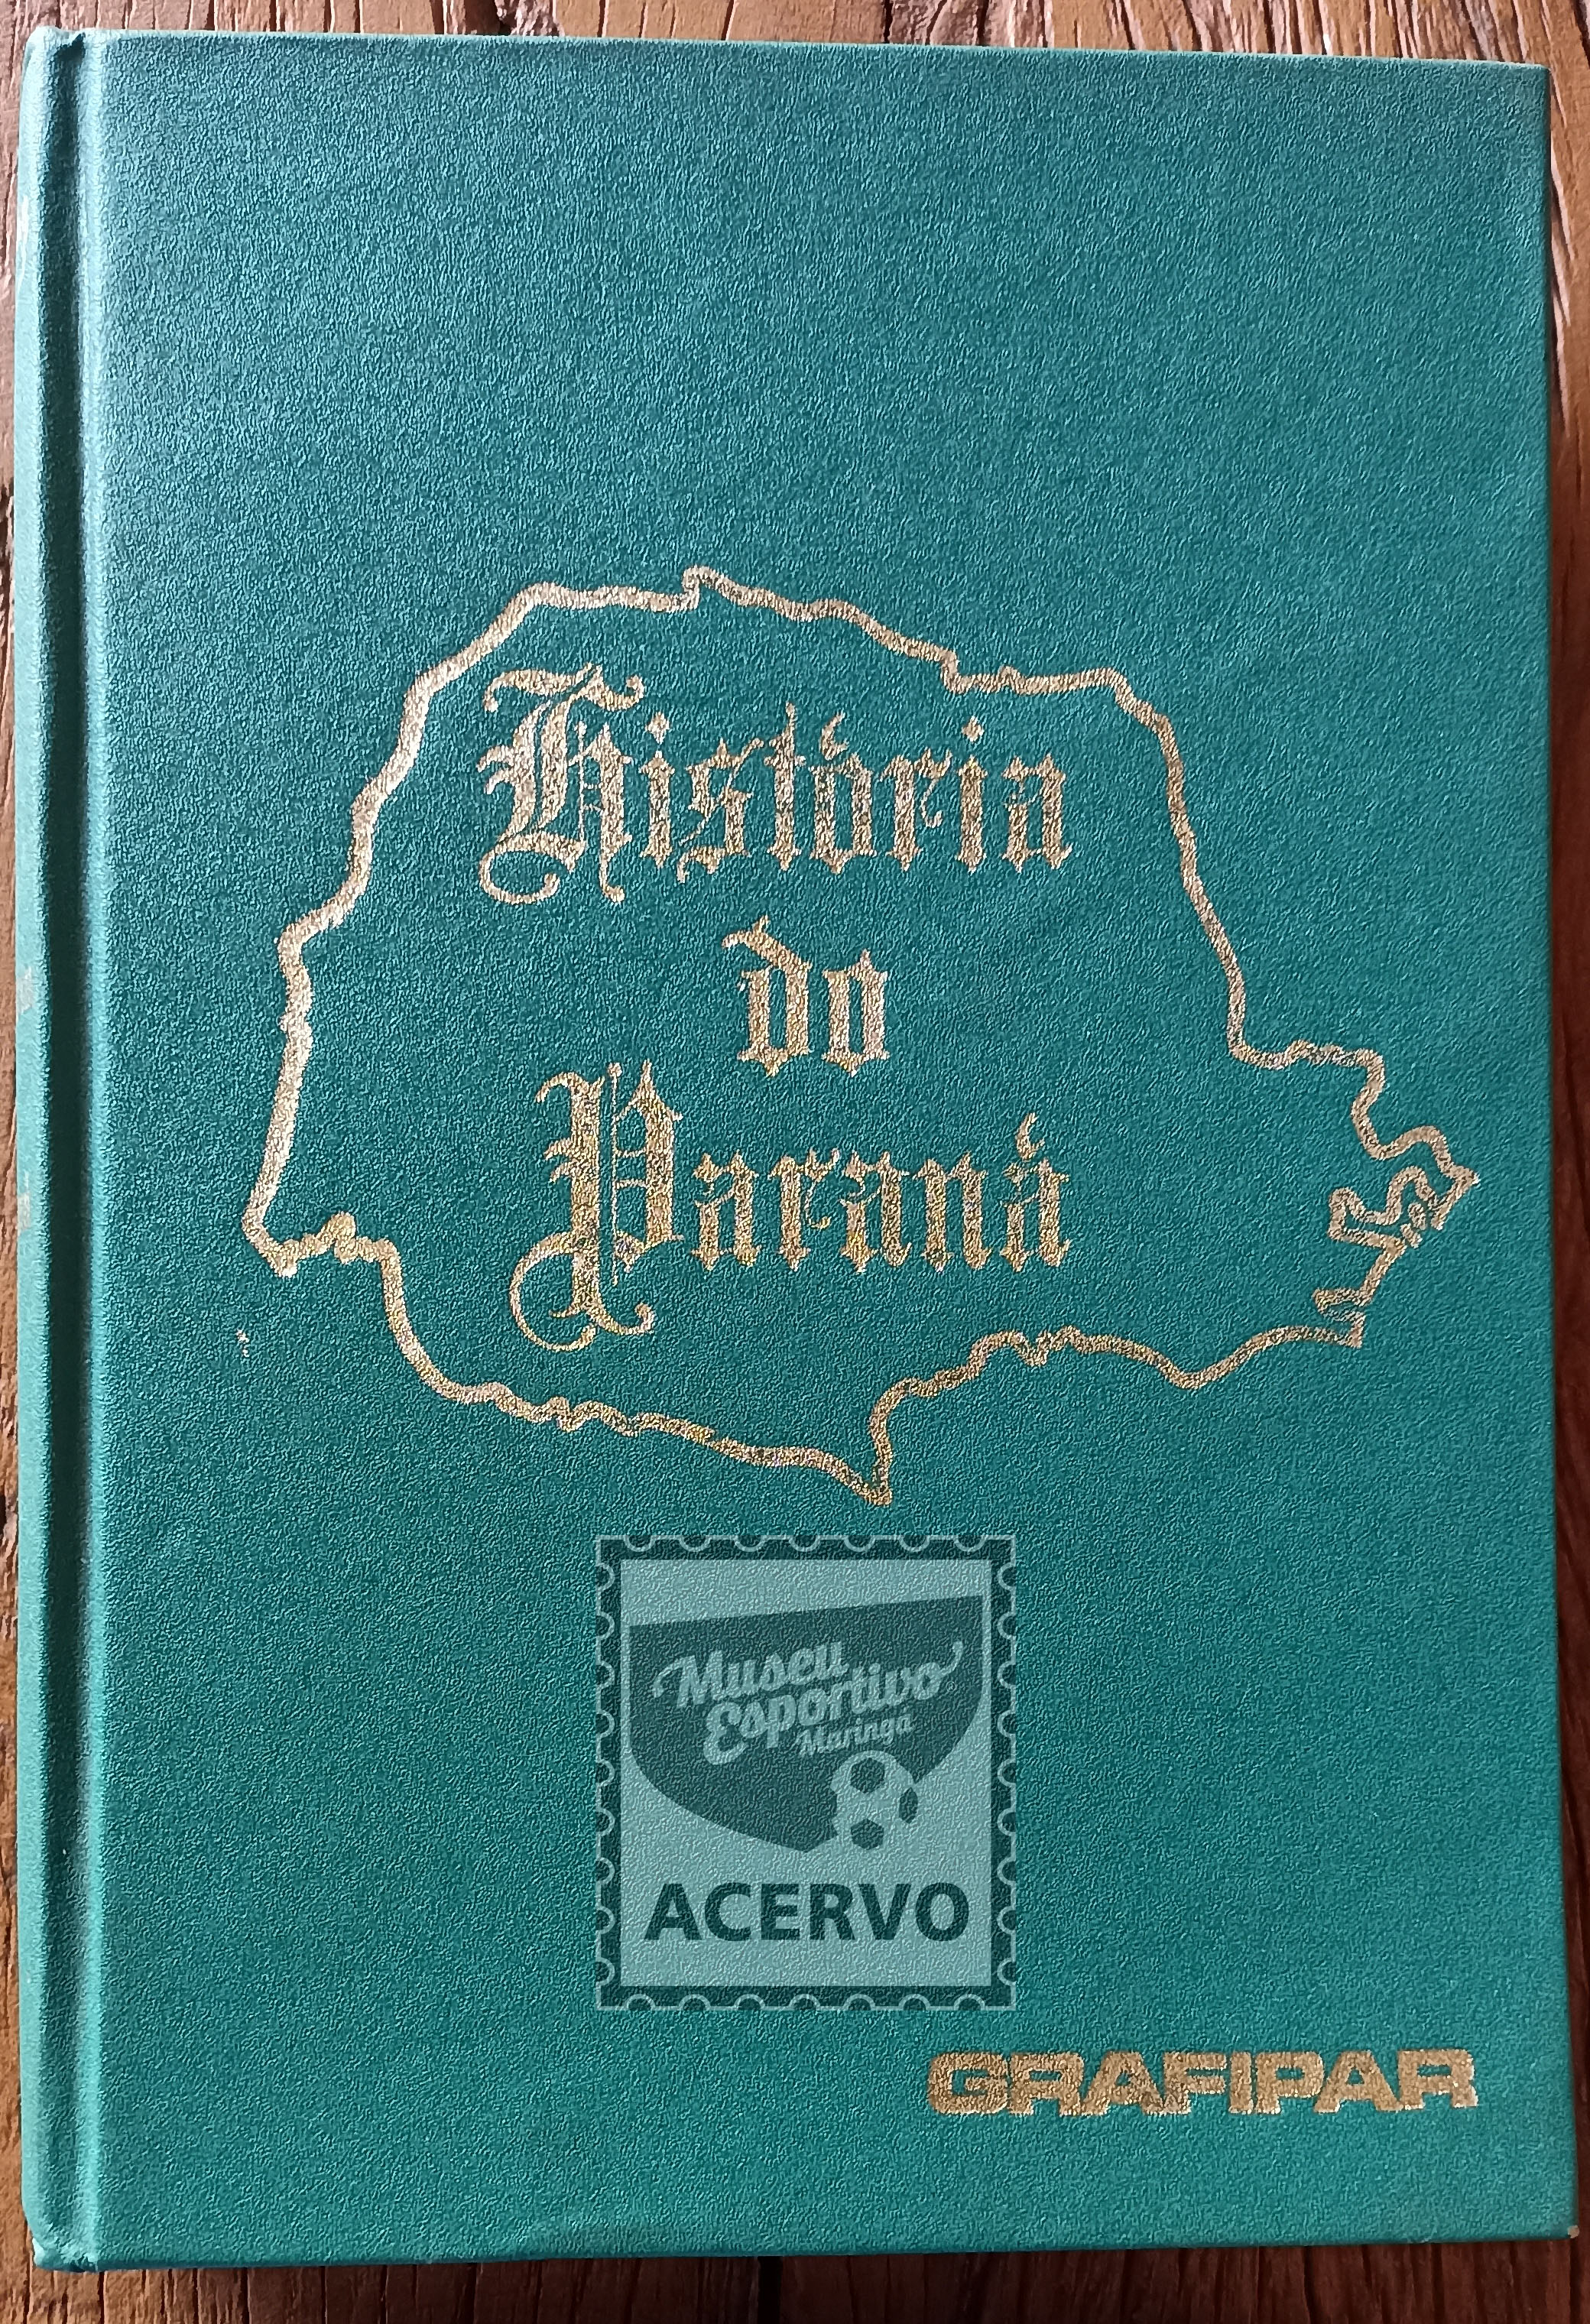 História
do
Paraná
Museu
Esportivo
Maringá
ACERVO
GRAFIPAR